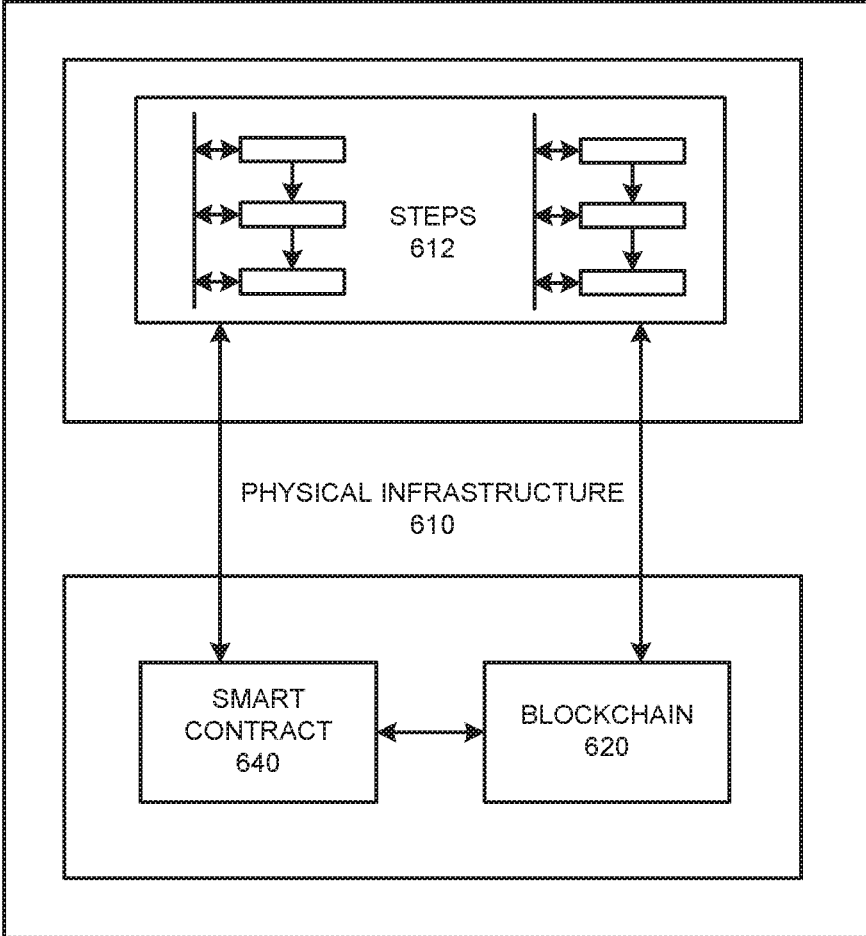 STEPS
612
PHYSICAL INFRASTRUCTURE
610
SMART
CONTRACT
640
BLOCKCHAIN
620